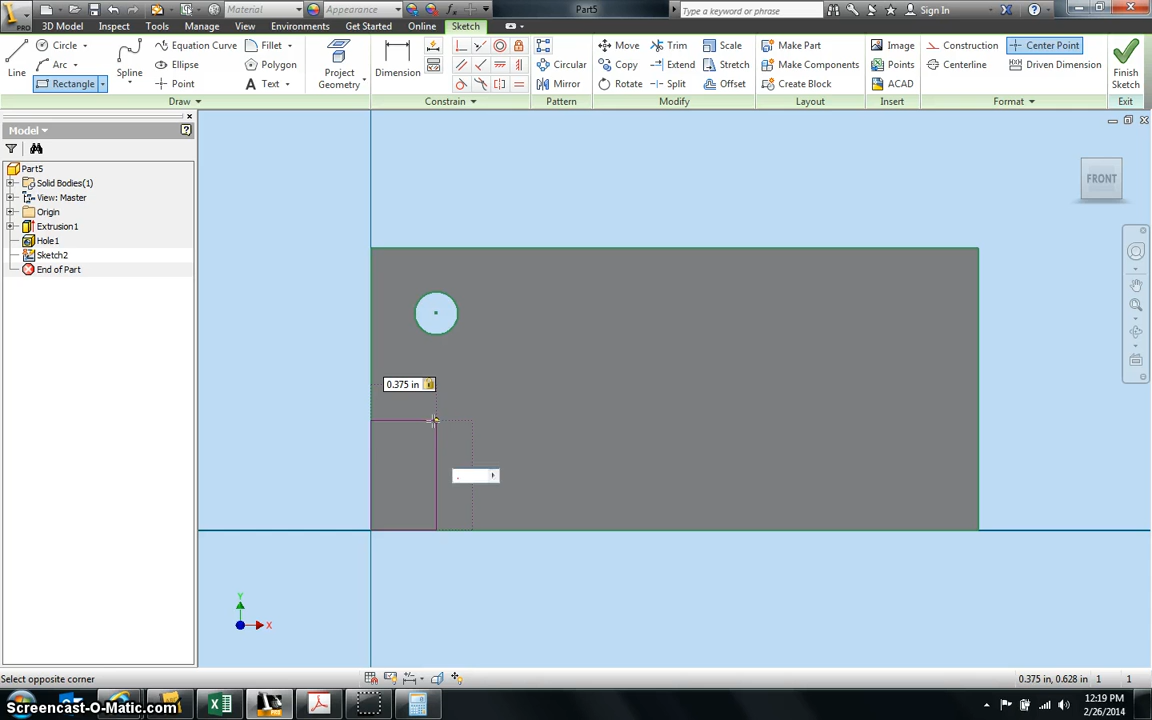 Material
Appearance
Part5
Type a keyword or phrase
Sign In
PRO
3D Model
Inspect
Tools
Manage
View
Environments
Get Started
Vault
Online
Sketch
Line
Circle
Arc
Rectangle
Spline
Equation Curve
Ellipse
Point
Fillet
Polygon
Text
Project
Geometry
Dimension
Circular
Mirror
Move
Copy
Rotate
Trim
Extend
Split
Scale
Stretch
Offset
Make Part
Make Components
Create Block
Image
Points
ACAD
Construction
Centerline
Center Point
Driven Dimension
Finish
Sketch
Draw
Constrain
Pattern
Modify
Layout
Insert
Format
Exit
Model
Part5
Solid Bodies(1)
View: Master
Origin
Extrusion1
Hole1
Sketch2
End of Part
FRONT
0.375 in
.
Y
X
Select opposite corner
0.375 in, 0.628 in
1
1
Screencast-O-Matic.com
12:19 PM
2/26/2014